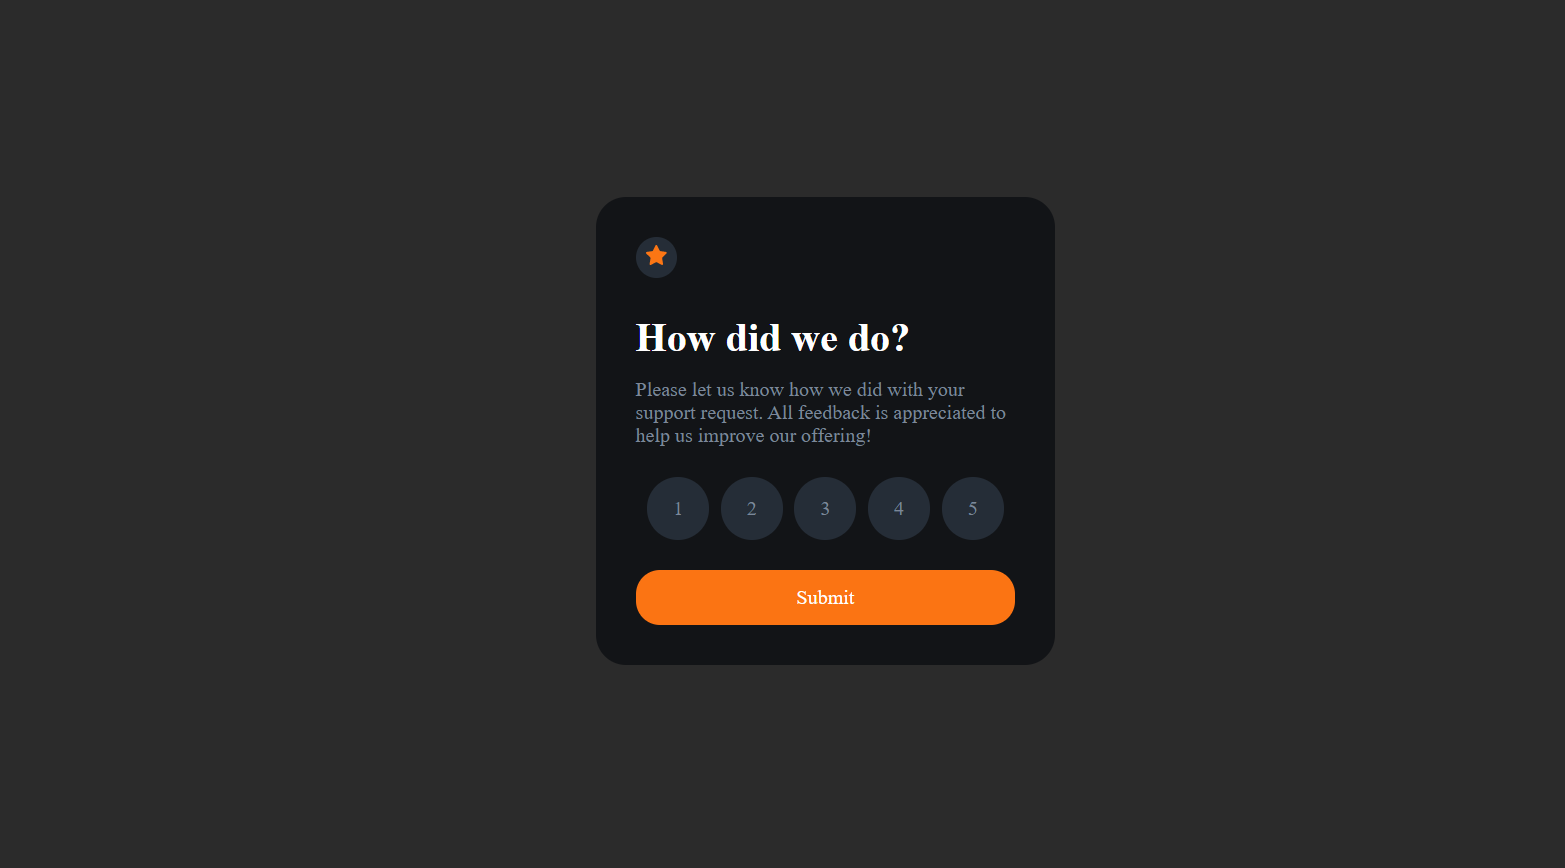 How did we do?
Please let us know how we did with your
support request. All feedback is appreciated to
help us improve our offering!
1 2 3 4 5
Submit